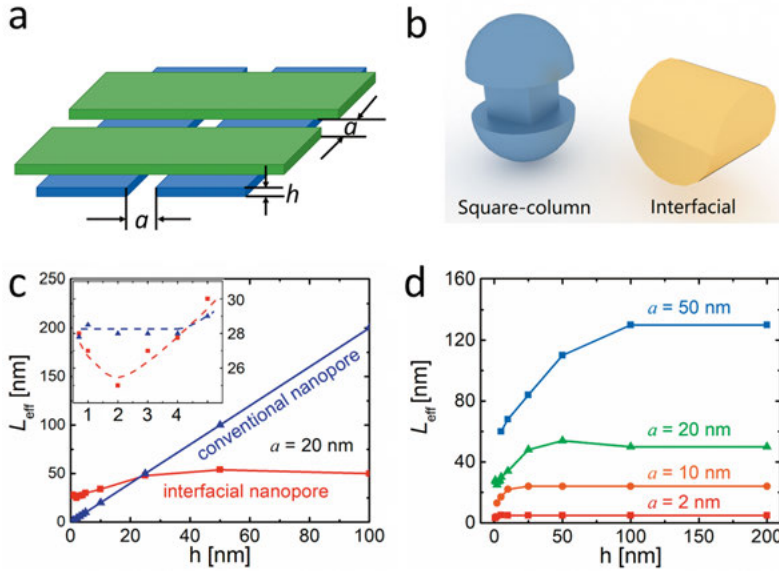 a
a
h
a
b
Square-column
Interfacial
c
L_eff [nm]
250
200
150
100
50
0
30
28
26
1
2
3
4
conventional nanopore
a = 20 nm
interfacial nanopore
0
20
40
60
80
100
h [nm]
d
L_eff [nm]
160
120
80
40
0
a = 50 nm
a = 20 nm
a = 10 nm
a = 2 nm
0
50
100
150
200
h [nm]